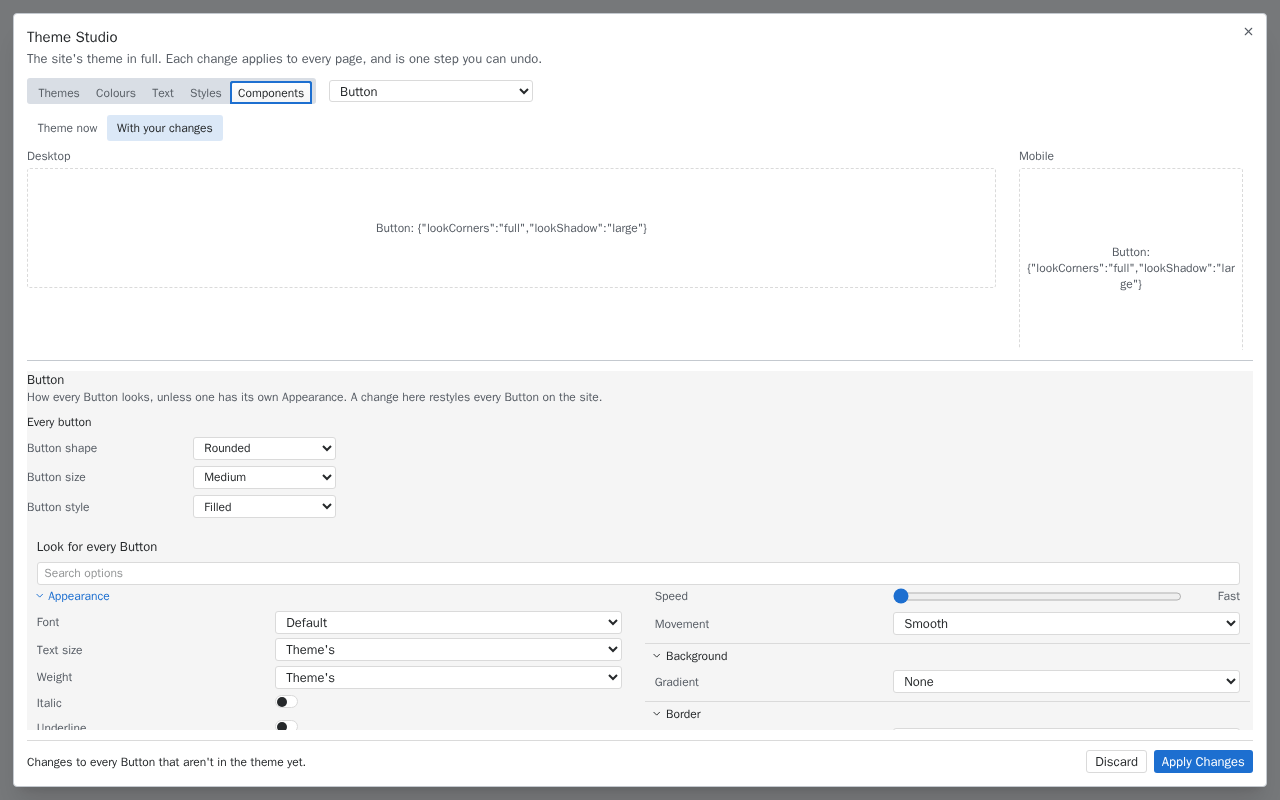 Theme Studio
×
The site's theme in full. Each change applies to every page, and is one step you can undo.
Themes Colours Text Styles Components Button
Theme now With your changes
Desktop Mobile
Button: {"lookCorners":"full","lookShadow":"large"}
Button:
{"lookCorners":"full","lookShadow":"lar
ge"}
Button
How every Button looks, unless one has its own Appearance. A change here restyles every Button on the site.
Every button
Button shape Rounded
Button size Medium
Button style Filled
Look for every Button
Search options
Appearance
Font Default
Text size Theme's
Weight Theme's
Italic
Underline
Speed Fast
Movement Smooth
Background
Gradient None
Border
Changes to every Button that aren't in the theme yet.
Discard Apply Changes